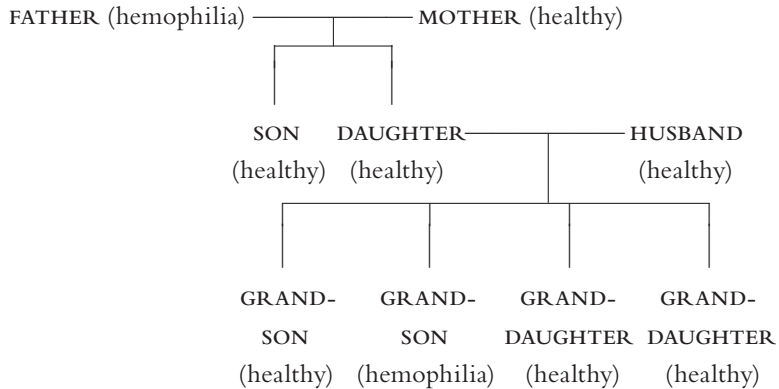 FATHER (hemophilia) MOTHER (healthy)
SON DAUGHTER HUSBAND
(healthy) (healthy) (healthy)
GRAND- GRAND- GRAND- GRAND-
SON SON DAUGHTER DAUGHTER
(healthy) (hemophilia) (healthy) (healthy)